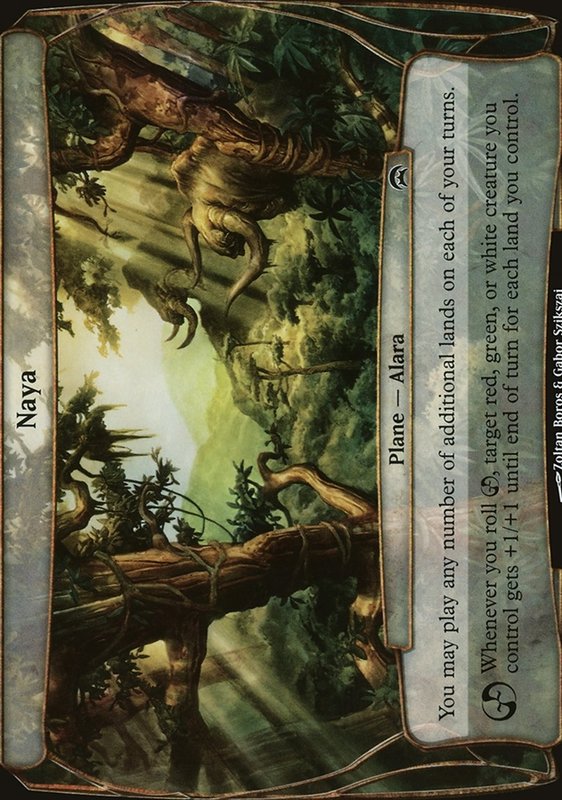 Naya
Plane — Alara
You may play any number of additional lands on each of your turns.
Whenever you roll , target red, green, or white creature you
control gets +1/+1 until end of turn for each land you control.
Zoltan Boros & Gabor Szikszai